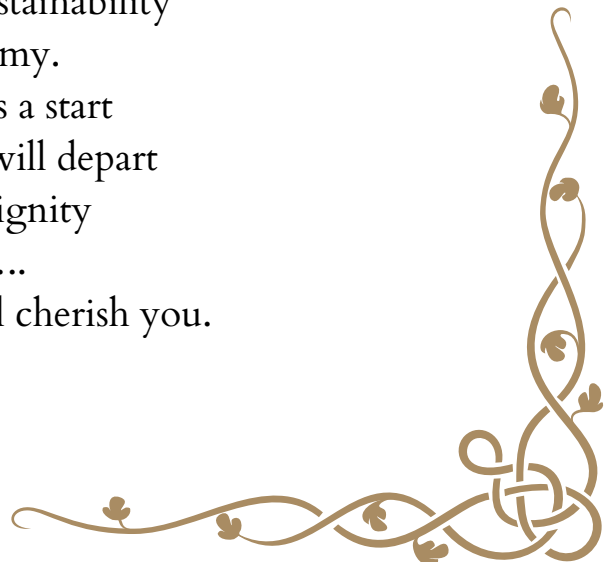 stainability
my.
s a start
will depart
ignity
...
l cherish you.